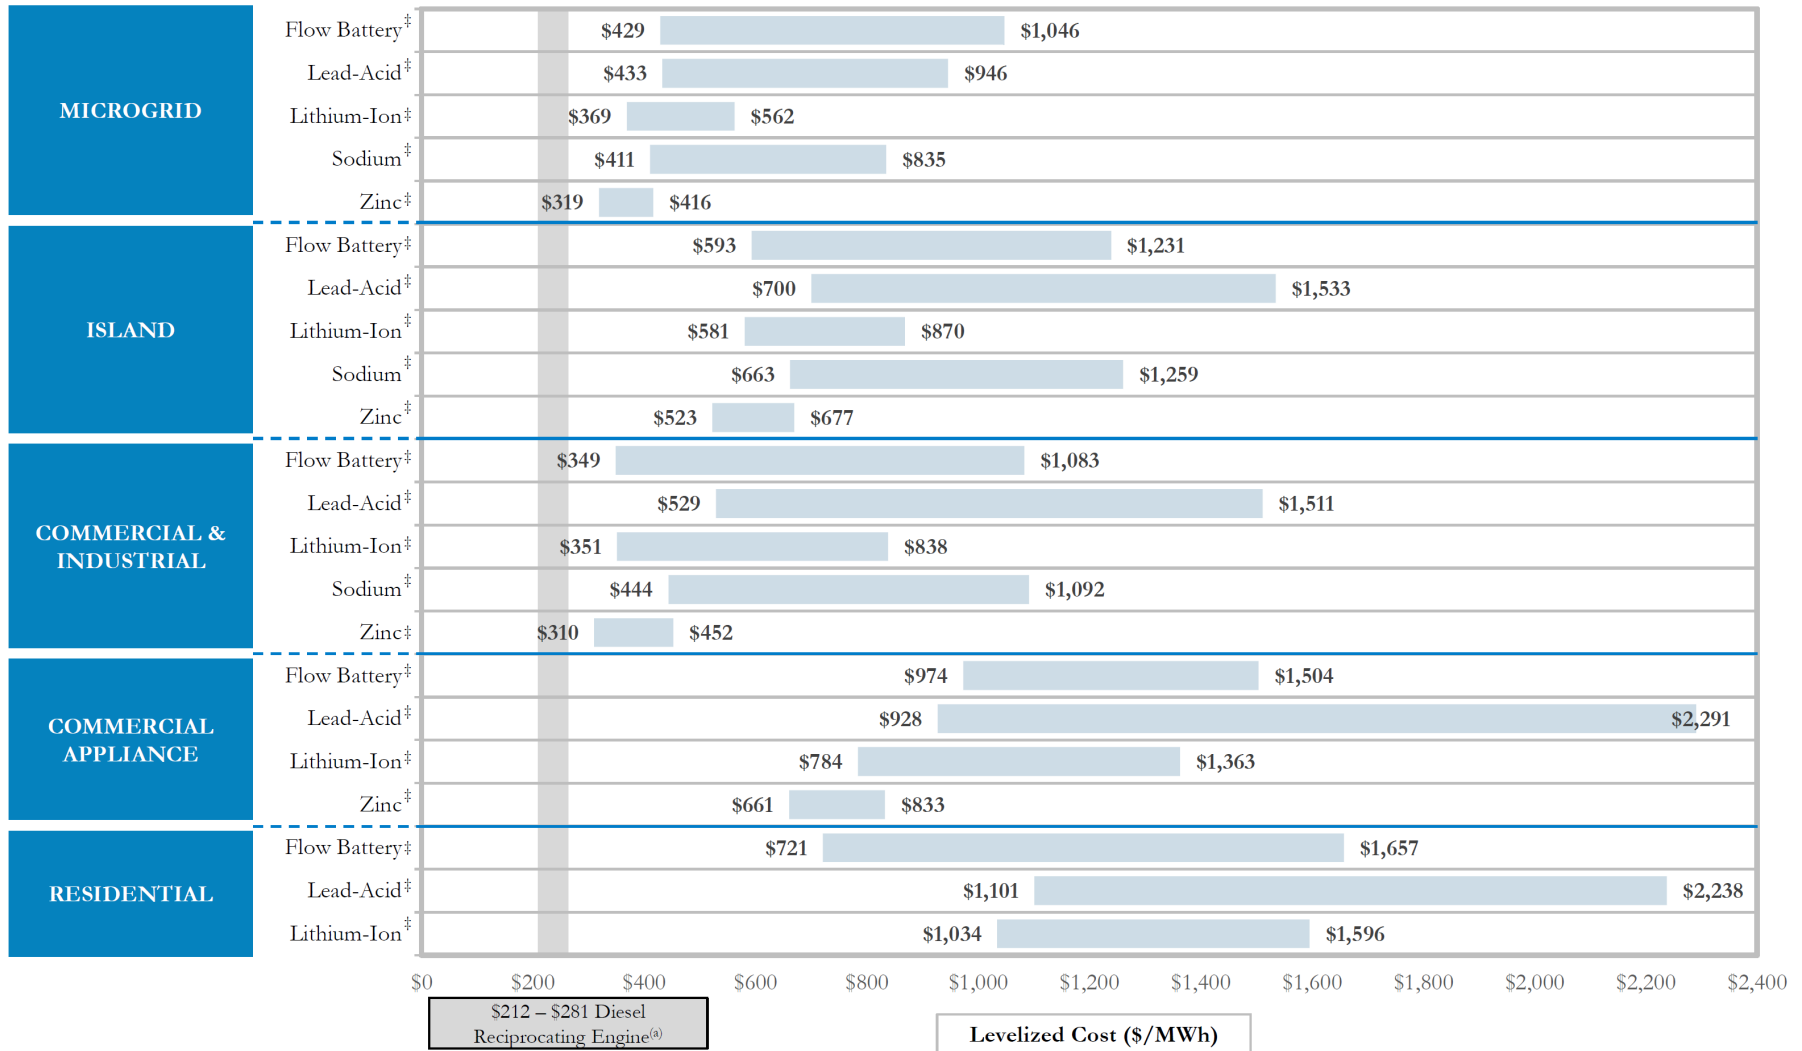 MICROGRID
Flow Battery‡ $429 $1,046
Lead-Acid‡ $433 $946
Lithium-Ion‡ $369 $562
Sodium‡ $411 $835
Zinc‡ $319 $416
ISLAND
Flow Battery‡ $593 $1,231
Lead-Acid‡ $700 $1,533
Lithium-Ion‡ $581 $870
Sodium‡ $663 $1,259
Zinc‡ $523 $677
COMMERCIAL &
INDUSTRIAL
Flow Battery‡ $349 $1,083
Lead-Acid‡ $529 $1,511
Lithium-Ion‡ $351 $838
Sodium‡ $444 $1,092
Zinc‡ $310 $452
COMMERCIAL
APPLIANCE
Flow Battery‡ $974 $1,504
Lead-Acid‡ $928 $2,291
Lithium-Ion‡ $784 $1,363
Zinc‡ $661 $833
RESIDENTIAL
Flow Battery‡ $721 $1,657
Lead-Acid‡ $1,101 $2,238
Lithium-Ion‡ $1,034 $1,596
$0 $200 $400 $600 $800 $1,000 $1,200 $1,400 $1,600 $1,800 $2,000 $2,200 $2,400
$212 – $281 Diesel
Reciprocating Engine(a)
Levelized Cost ($/MWh)